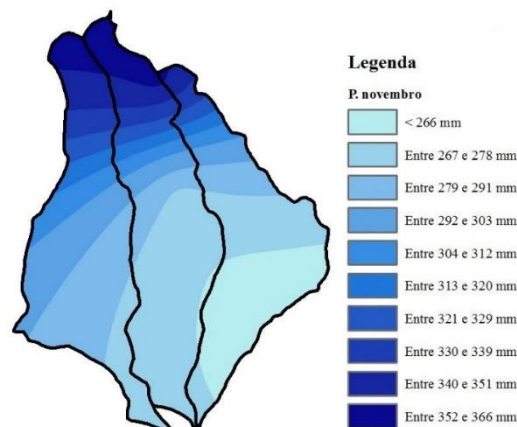 Legenda
P. novembro
< 266 mm
Entre 267 e 278 mm
Entre 279 e 291 mm
Entre 292 e 303 mm
Entre 304 e 312 mm
Entre 313 e 320 mm
Entre 321 e 329 mm
Entre 330 e 339 mm
Entre 340 e 351 mm
Entre 352 e 366 mm